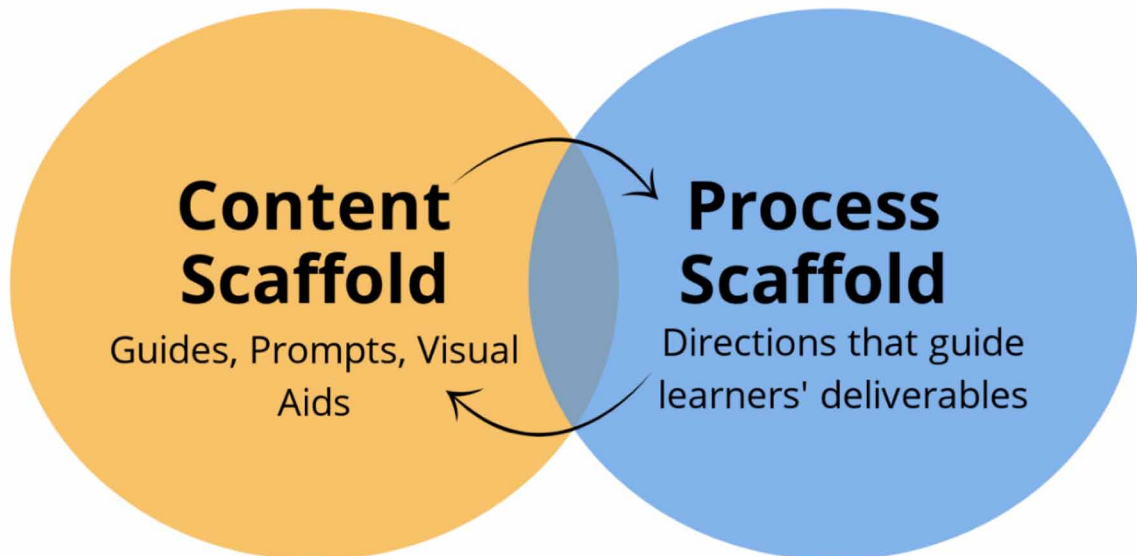 Content
Scaffold
Guides, Prompts, Visual
Aids
Process
Scaffold
Directions that guide
learners' deliverables